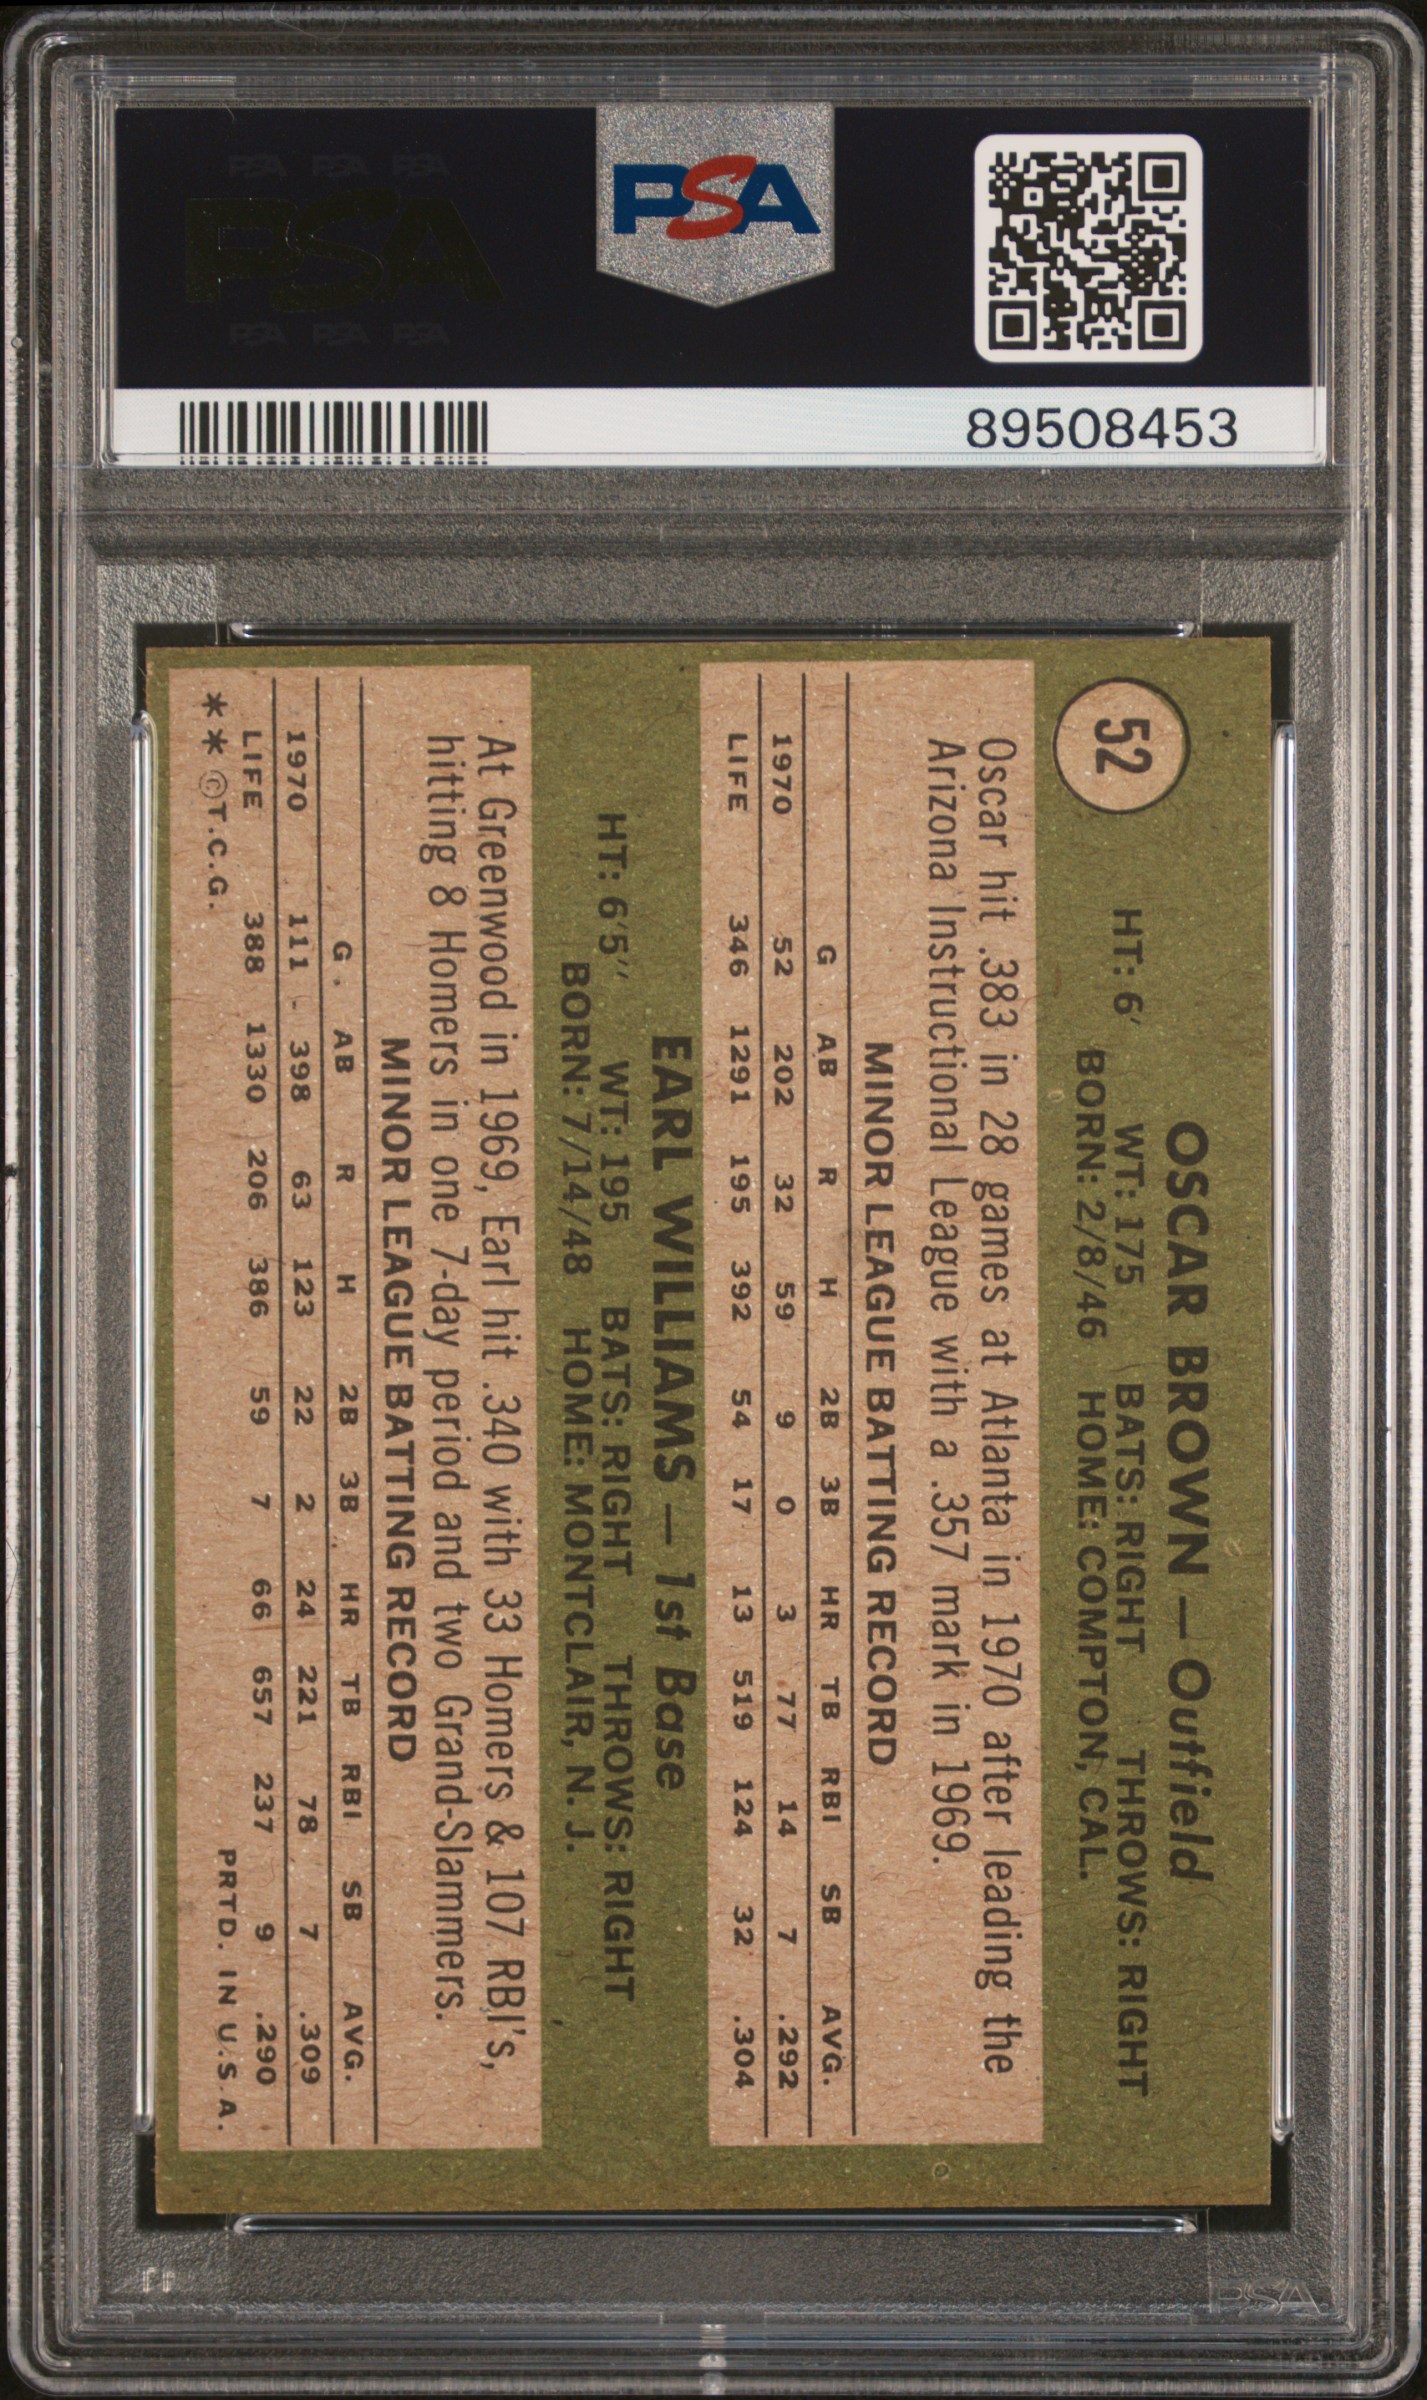 PSA PSA PSA
PSA
PSA PSA PSA
PSA
89508453
52
OSCAR BROWN — Outfield
HT: 6' WT: 175 BATS: RIGHT THROWS: RIGHT
BORN: 2/8/46 HOME: COMPTON, CAL.
Oscar hit .383 in 28 games at Atlanta in 1970 after leading the
Arizona Instructional League with a .357 mark in 1969.
MINOR LEAGUE BATTING RECORD
G AB R H 2B 3B HR TB RBI SB AVG.
1970 52 202 32 59 9 0 3 77 14 7 .292
LIFE 346 1291 195 392 54 17 13 519 124 32 .304
EARL WILLIAMS — 1st Base
HT: 6'5" WT: 195 BATS: RIGHT THROWS: RIGHT
BORN: 7/14/48 HOME: MONTCLAIR, N. J.
At Greenwood in 1969, Earl hit .340 with 33 Homers & 107 RBI's,
hitting 8 Homers in one 7-day period and two Grand-Slammers.
MINOR LEAGUE BATTING RECORD
G AB R H 2B 3B HR TB RBI SB AVG.
1970 111 398 63 123 22 2 24 221 78 7 .309
LIFE 388 1330 206 386 59 7 66 657 237 9 .290
** ©T.C.G. PRTD. IN U.S.A.
PSA